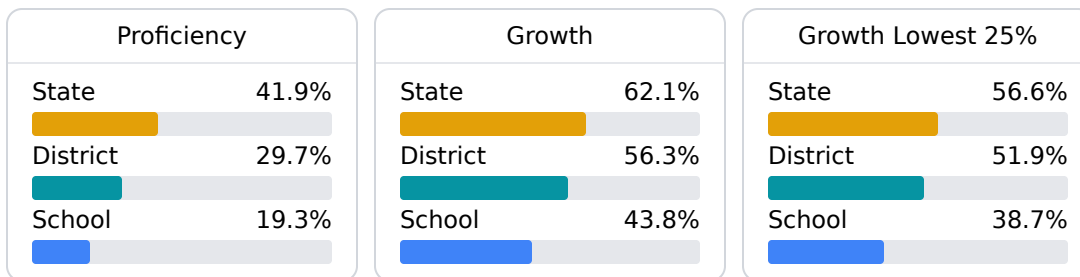 Proficiency
State 41.9%
District 29.7%
School 19.3%
Growth
State 62.1%
District 56.3%
School 43.8%
Growth Lowest 25%
State 56.6%
District 51.9%
School 38.7%